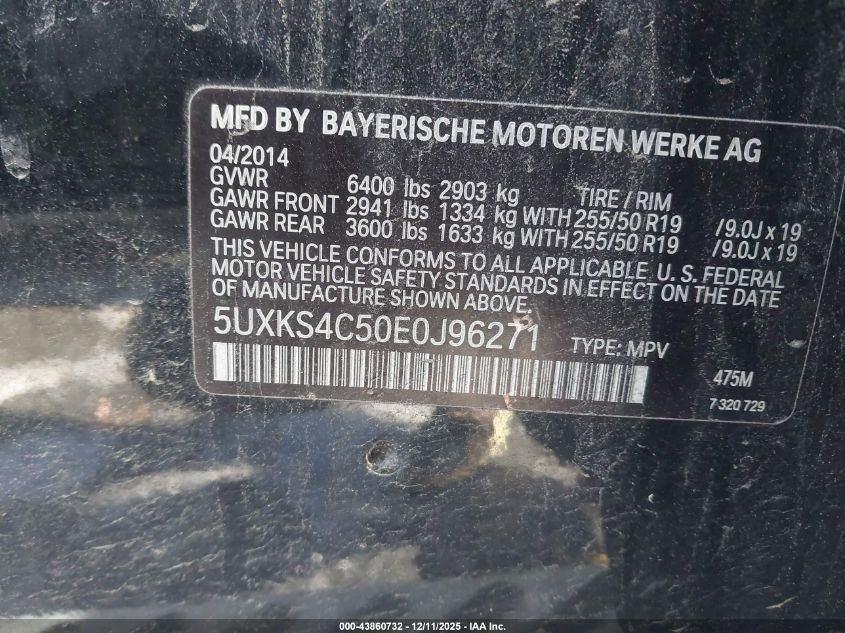 MFD BY BAYERISCHE MOTOREN WERKE AG
04/2014
GVWR 6400 lbs 2903 kg TIRE / RIM
GAWR FRONT 2941 lbs 1334 kg WITH 255/50 R19 /9.0J x 19
GAWR REAR 3600 lbs 1633 kg WITH 255/50 R19 /9.0J x 19
THIS VEHICLE CONFORMS TO ALL APPLICABLE U. S. FEDERAL
MOTOR VEHICLE SAFETY STANDARDS IN EFFECT ON THE DATE
OF MANUFACTURE SHOWN ABOVE.
5UXKS4C50E0J96271 TYPE: MPV
475M
7 320 729
000-43860732 - 12/11/2025 - IAA Inc.